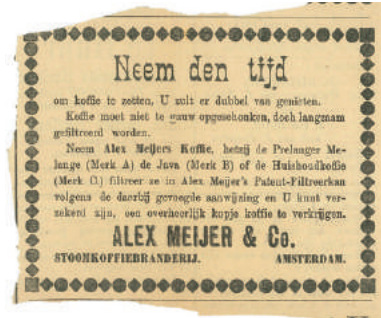 Neem den tijd
om koffie te zetten, U zult er dubbel van genieten.
Koffie moet niet te gauw opgeschonken, doch langzaam
gefiltreerd worden.
Neem Alex Meijers Koffie, hetzij de Preanger Me-
lange (Merk A) de Java (Merk B) of de Huishoudkoffie
(Merk C.) filtreer ze in Alex Meijer's Patent-Filtreerkan
volgens de daarbij gevoegde aanwijzing en U kunt ver-
zekerd zijn, een overheerlijk kopje koffie te verkrijgen.
ALEX MEIJER & Co.
STOOMKOFFIEBRANDERIJ. AMSTERDAM.